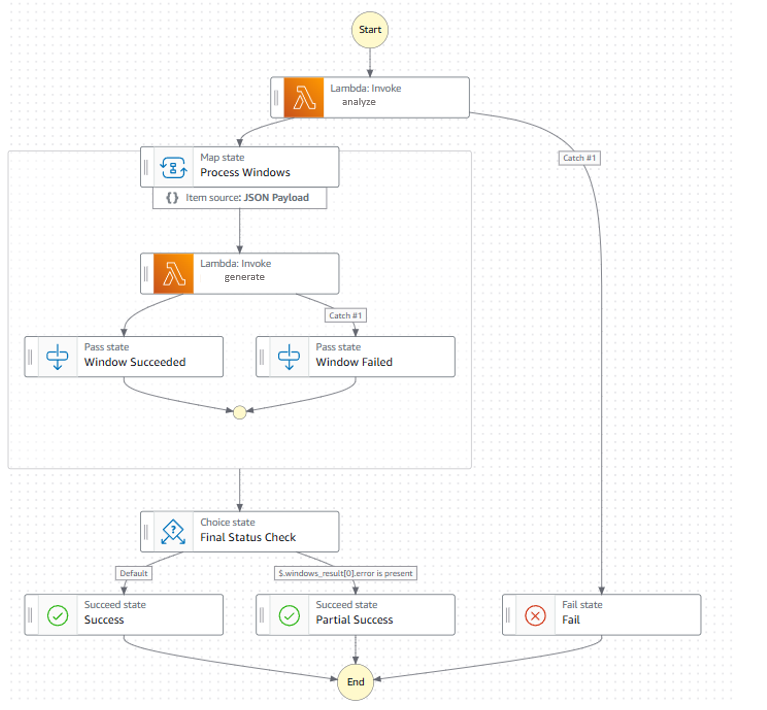 Start
Lambda: Invoke
analyze
Catch #1
Map state
Process Windows
{} Item source: JSON Payload
Lambda: Invoke
generate
Catch #1
Pass state
Window Succeeded
Pass state
Window Failed
Choice state
Final Status Check
Default
$.windows_result[0].error is present
Succeed state
Success
Succeed state
Partial Success
Fail state
Fail
End